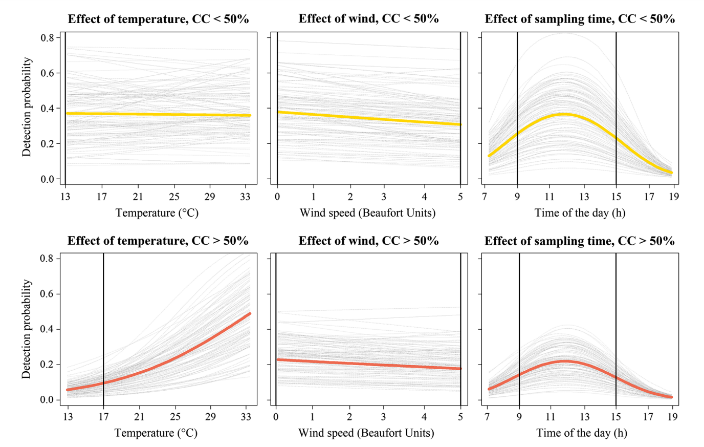 Effect of temperature, CC < 50%
Effect of wind, CC < 50%
Effect of sampling time, CC < 50%
Detection probability
0.8
0.6
0.4
0.2
0.0
13 17 21 25 29 33
0 1 2 3 4 5
7 9 11 13 15 17 19
Temperature (°C)
Wind speed (Beaufort Units)
Time of the day (h)
Effect of temperature, CC > 50%
Effect of wind, CC > 50%
Effect of sampling time, CC > 50%
Detection probability
0.8
0.6
0.4
0.2
0.0
13 17 21 25 29 33
0 1 2 3 4 5
7 9 11 13 15 17 19
Temperature (°C)
Wind speed (Beaufort Units)
Time of the day (h)